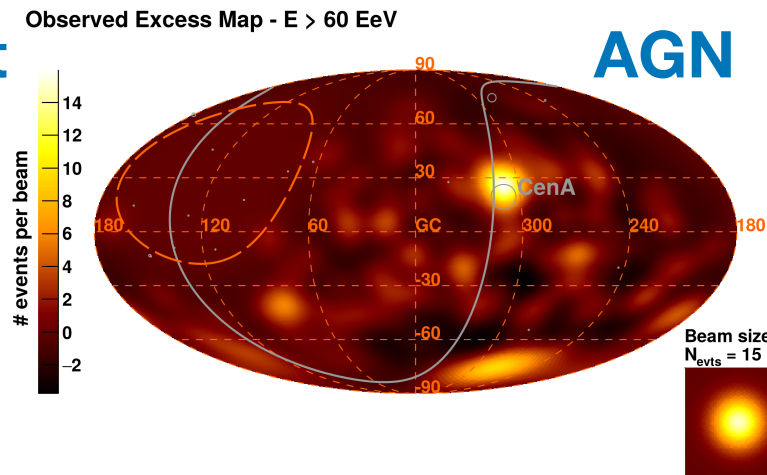 Observed Excess Map - E > 60 EeV
AGN
t
# events per beam
14
12
10
8
6
4
2
0
−2
90
60
30
CenA
180
120
60
GC
300
240
180
-30
-60
-90
Beam size
Nevts = 15